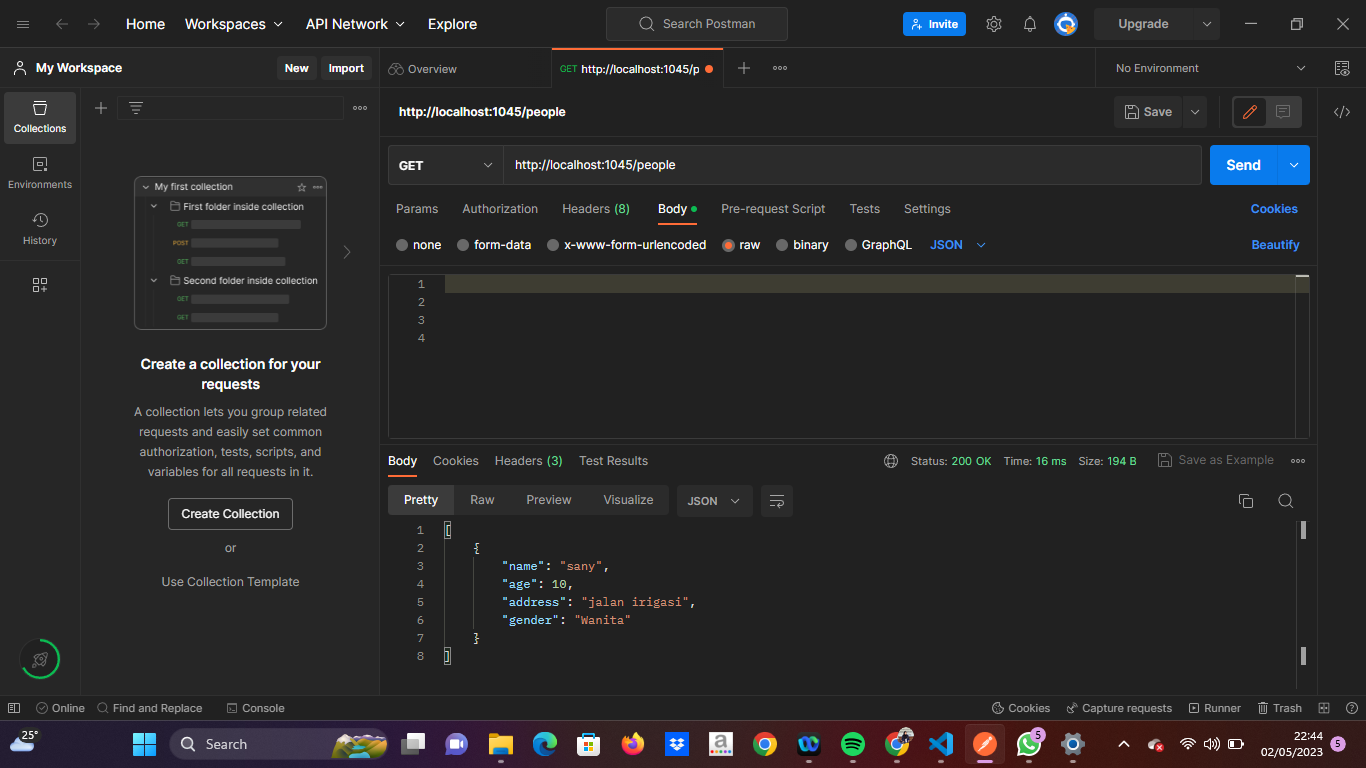 Home
Workspaces
API Network
Explore
Search Postman
Invite
Upgrade
My Workspace
New
Import
Overview
GET http://localhost:1045/p
No Environment
Collections
Environments
History
My first collection
First folder inside collection
GET
POST
GET
Second folder inside collection
GET
GET
Create a collection for your
requests
A collection lets you group related
requests and easily set common
authorization, tests, scripts, and
variables for all requests in it.
Create Collection
or
Use Collection Template
http://localhost:1045/people
Save
GET
http://localhost:1045/people
Send
Params
Authorization
Headers (8)
Body
Pre-request Script
Tests
Settings
Cookies
none
form-data
x-www-form-urlencoded
raw
binary
GraphQL
JSON
Beautify
1
2
3
4
Body
Cookies
Headers (3)
Test Results
Status: 200 OK
Time: 16 ms
Size: 194 B
Save as Example
Pretty
Raw
Preview
Visualize
JSON
1 [
2 {
3 "name": "sany",
4 "age": 10,
5 "address": "jalan irigasi",
6 "gender": "Wanita"
7 }
8 ]
Online
Find and Replace
Console
Cookies
Capture requests
Runner
Trash
25°
Search
a
5
22:44
02/05/2023
5